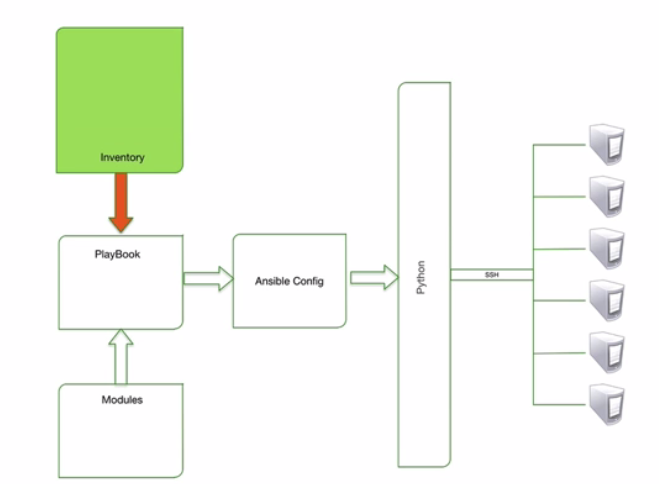 Inventory
PlayBook
Ansible Config
Python
SSH
Modules